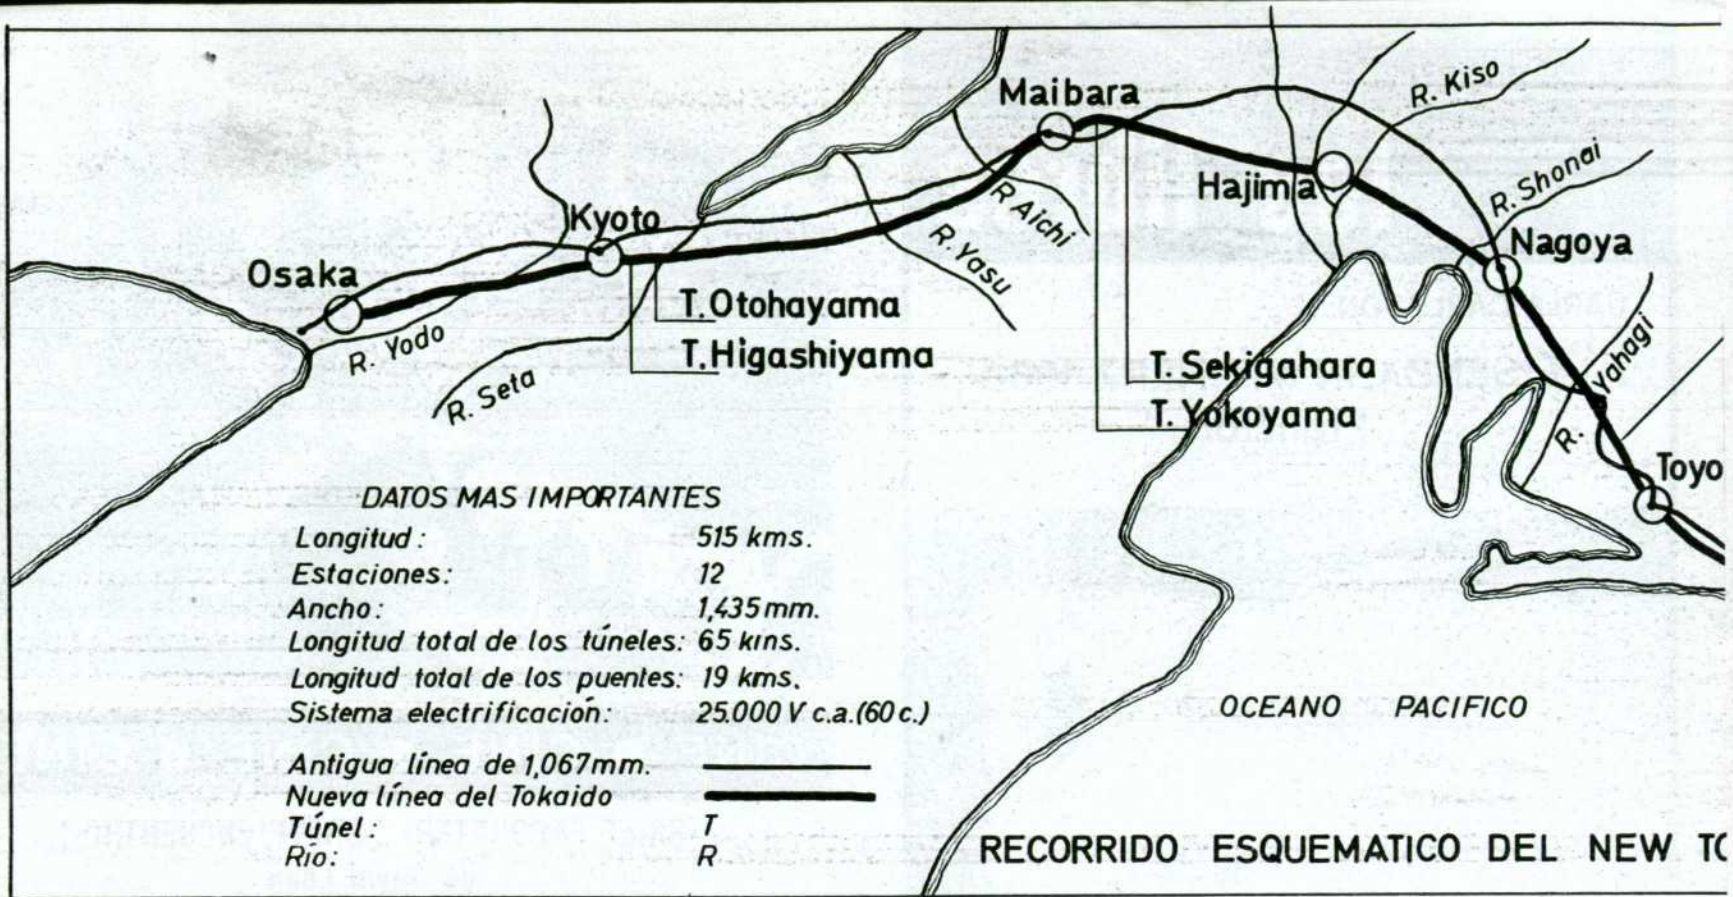 Maibara
R. Kiso
Hajima
R. Shonai
Kyoto
R Aichi
R. Yasu
Nagoya
Osaka
T. Otohayama
R. Yodo
T. Higashiyama
R. Seta
T. Sekigahara
T. Yokoyama
R. Yahagi
Toyo
DATOS MAS IMPORTANTES
Longitud: 515 kms.
Estaciones: 12
Ancho: 1,435 mm.
Longitud total de los túneles: 65 kms.
Longitud total de los puentes: 19 kms.
Sistema electrificación: 25.000 V c.a.(60 c.)
Antigua línea de 1,067 mm.
Nueva línea del Tokaido
Túnel: T
Río: R
OCEANO PACIFICO
RECORRIDO ESQUEMATICO DEL NEW TO